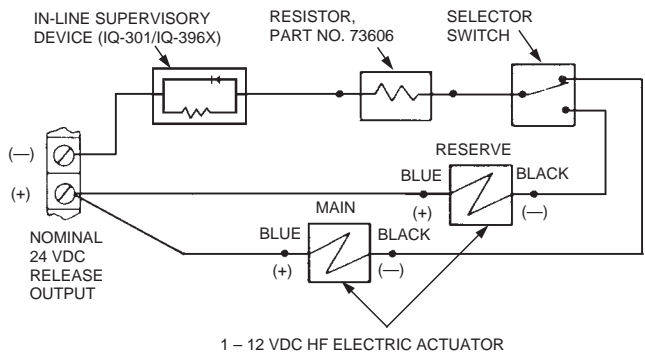 IN-LINE SUPERVISORY
DEVICE (IQ-301/IQ-396X)
RESISTOR,
PART NO. 73606
SELECTOR
SWITCH
(—)
(+)
RESERVE
BLUE
BLACK
(+)
(—)
MAIN
BLUE
BLACK
(+)
(—)
NOMINAL
24 VDC
RELEASE
OUTPUT
1 – 12 VDC HF ELECTRIC ACTUATOR